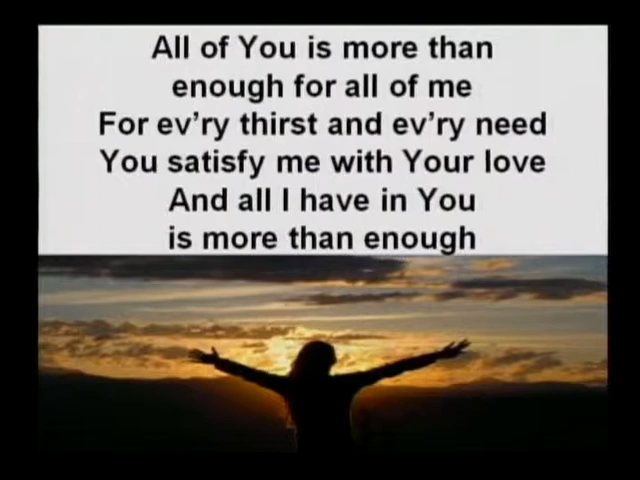 All of You is more than
enough for all of me
For ev’ry thirst and ev’ry need
You satisfy me with Your love
And all I have in You
is more than enough